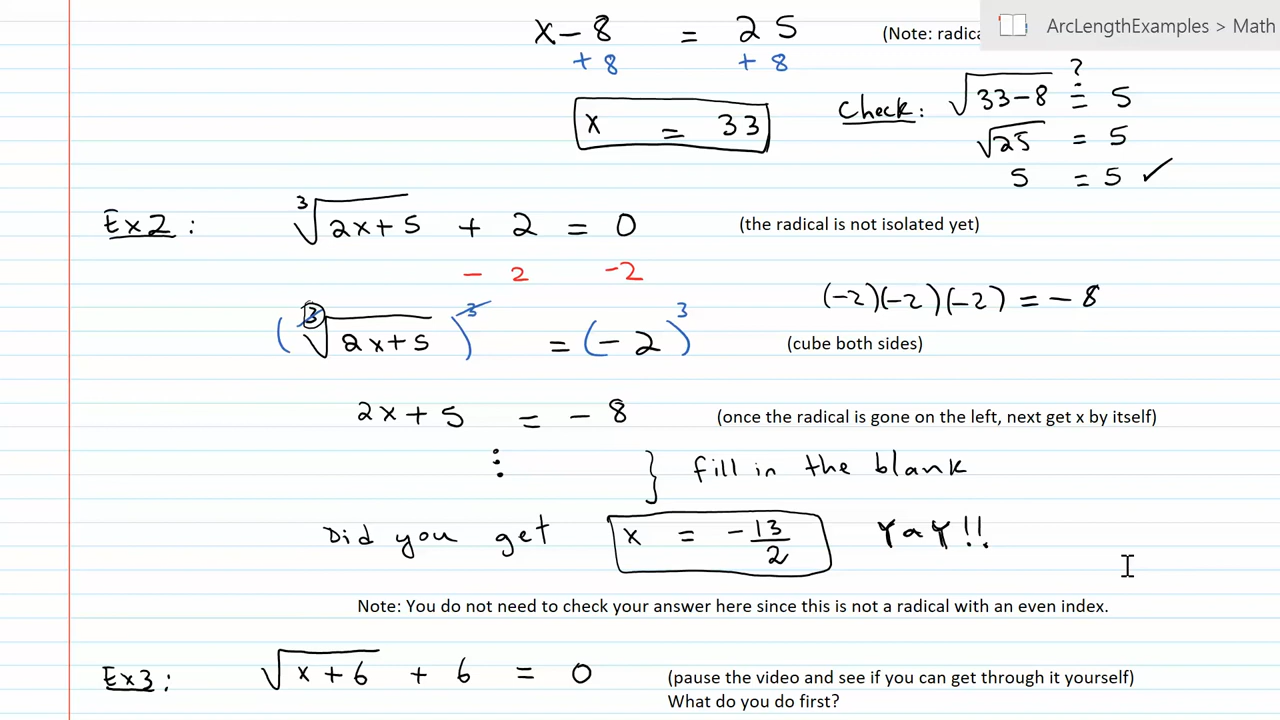 x - 8 = 25
(Note: radica
ArcLengthExamples > Math
+ 8 + 8
x = 33
Check: √(33-8) ?= 5
√25 = 5
5 = 5 ✓
Ex2: ∛(2x+5) + 2 = 0 (the radical is not isolated yet)
- 2 -2
(-2)(-2)(-2) = -8
(∛(2x+5))³ = (-2)³ (cube both sides)
2x + 5 = - 8 (once the radical is gone on the left, next get x by itself)
⋮ } fill in the blank
Did you get x = -13/2 YaY!!
Note: You do not need to check your answer here since this is not a radical with an even index.
Ex3: √(x+6) + 6 = 0 (pause the video and see if you can get through it yourself)
What do you do first?